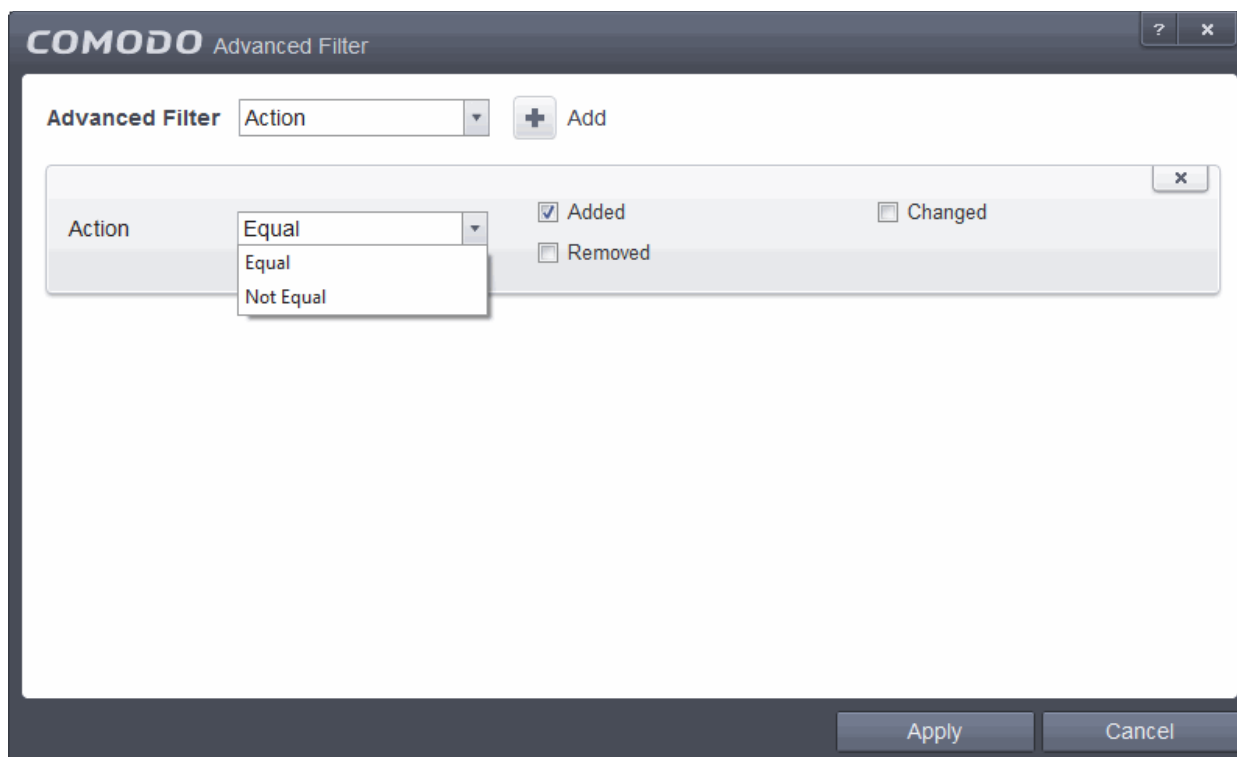 COMODO Advanced Filter
? ×
Advanced Filter Action + Add
×
Action Equal
Added Changed
Removed
Equal
Not Equal
Apply Cancel